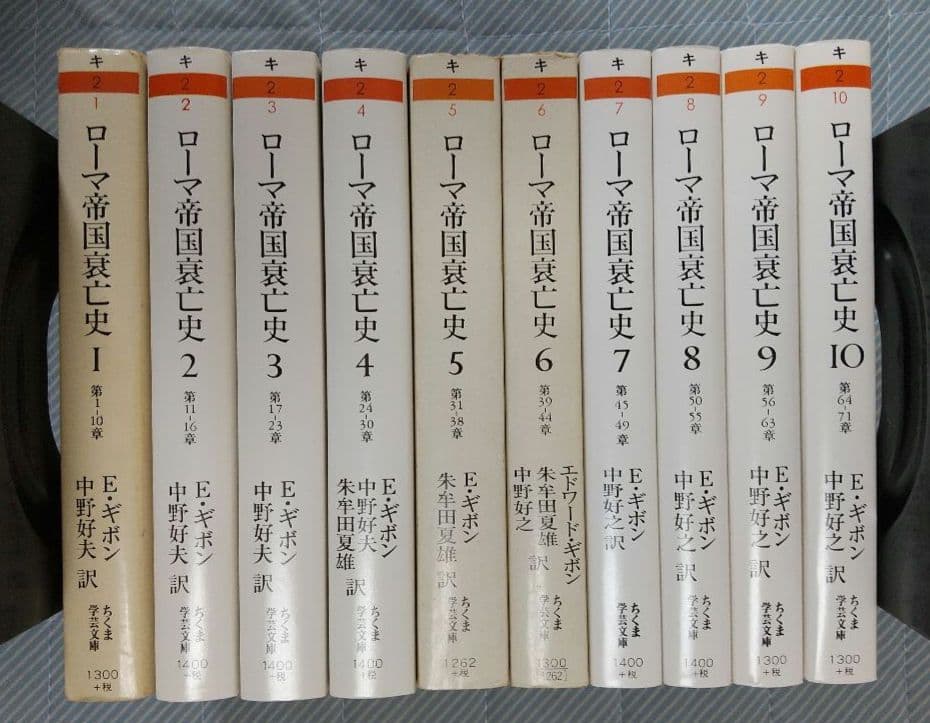 キ
2
1
ローマ帝国衰亡史 1
第1-10章
E・ギボン
中野好夫 訳
ちくま
学芸文庫
1300
+税
キ
2
2
ローマ帝国衰亡史 2
第11-16章
E・ギボン
中野好夫 訳
ちくま
学芸文庫
1400
+税
キ
2
3
ローマ帝国衰亡史 3
第17-23章
E・ギボン
中野好夫 訳
ちくま
学芸文庫
1400
+税
キ
2
4
ローマ帝国衰亡史 4
第24-30章
E・ギボン
中野好夫
朱牟田夏雄 訳
ちくま
学芸文庫
1400
+税
キ
2
5
ローマ帝国衰亡史 5
第31-38章
E・ギボン
朱牟田夏雄 訳
ちくま
学芸文庫
1262
+税
キ
2
6
ローマ帝国衰亡史 6
第39-44章
エドワード・ギボン
朱牟田夏雄
中野好之 訳
ちくま
学芸文庫
1300
1262
キ
2
7
ローマ帝国衰亡史 7
第45-49章
E・ギボン
中野好之 訳
ちくま
学芸文庫
1400
+税
キ
2
8
ローマ帝国衰亡史 8
第50-55章
E・ギボン
中野好之 訳
ちくま
学芸文庫
1400
+税
キ
2
9
ローマ帝国衰亡史 9
第56-63章
E・ギボン
中野好之 訳
ちくま
学芸文庫
1300
+税
キ
2
10
ローマ帝国衰亡史 10
第64-71章
E・ギボン
中野好之 訳
ちくま
学芸文庫
1300
+税